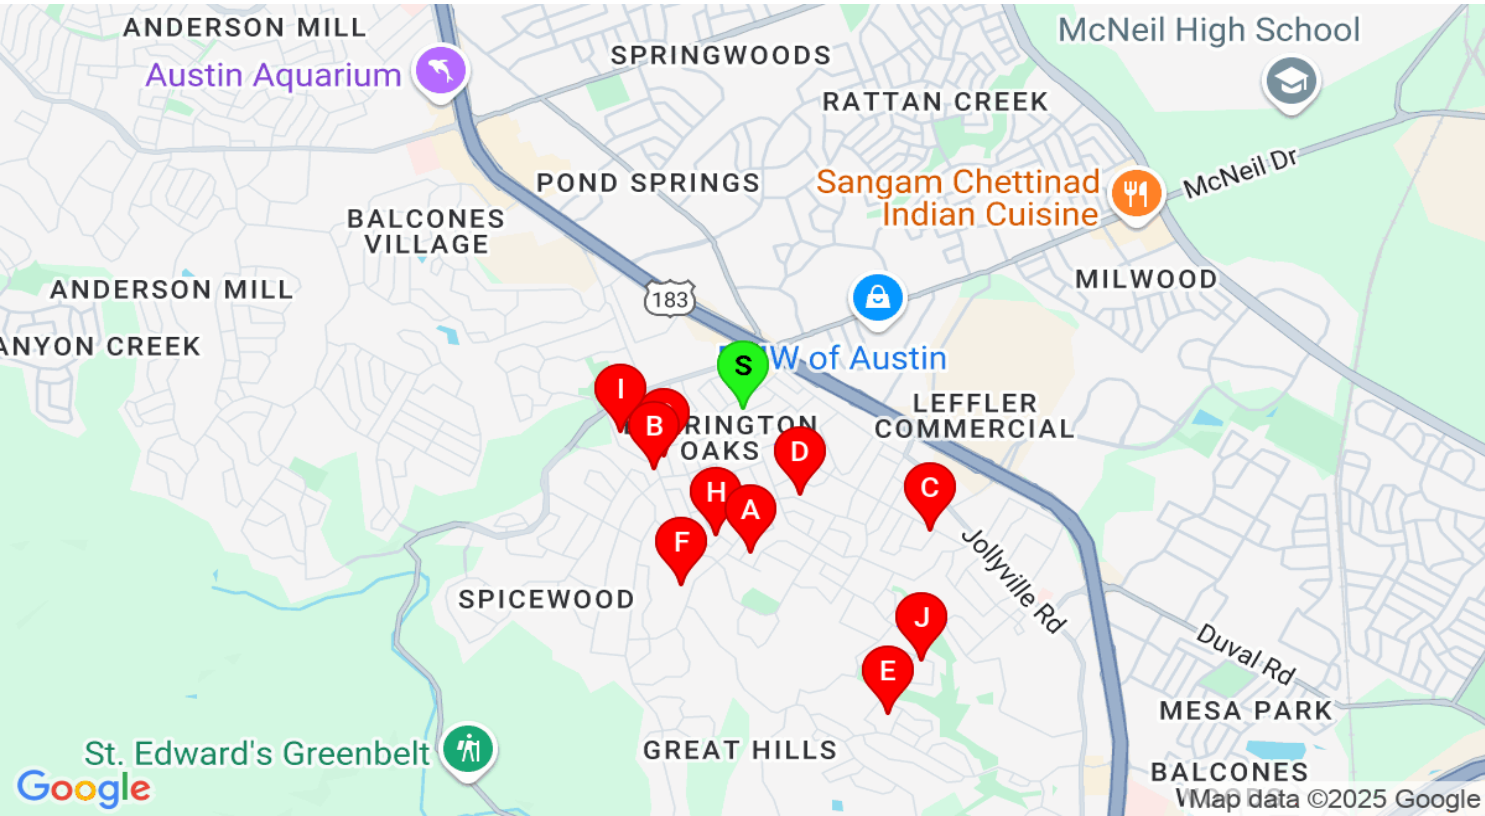 ANDERSON MILL
McNeil High School
SPRINGWOODS
Austin Aquarium
RATTAN CREEK
McNeil Dr
POND SPRINGS
Sangam Chettinad
Indian Cuisine
BALCONES
VILLAGE
MILWOOD
ANDERSON MILL
183
ANYON CREEK
S
of Austin
I
LEFFLER
COMMERCIAL
B
OAKS
D
H
C
A
F
Jollyville Rd
SPICEWOOD
J
Duval Rd
E
MESA PARK
St. Edward's Greenbelt
GREAT HILLS
BALCONES
Google
Map data ©2025 Google